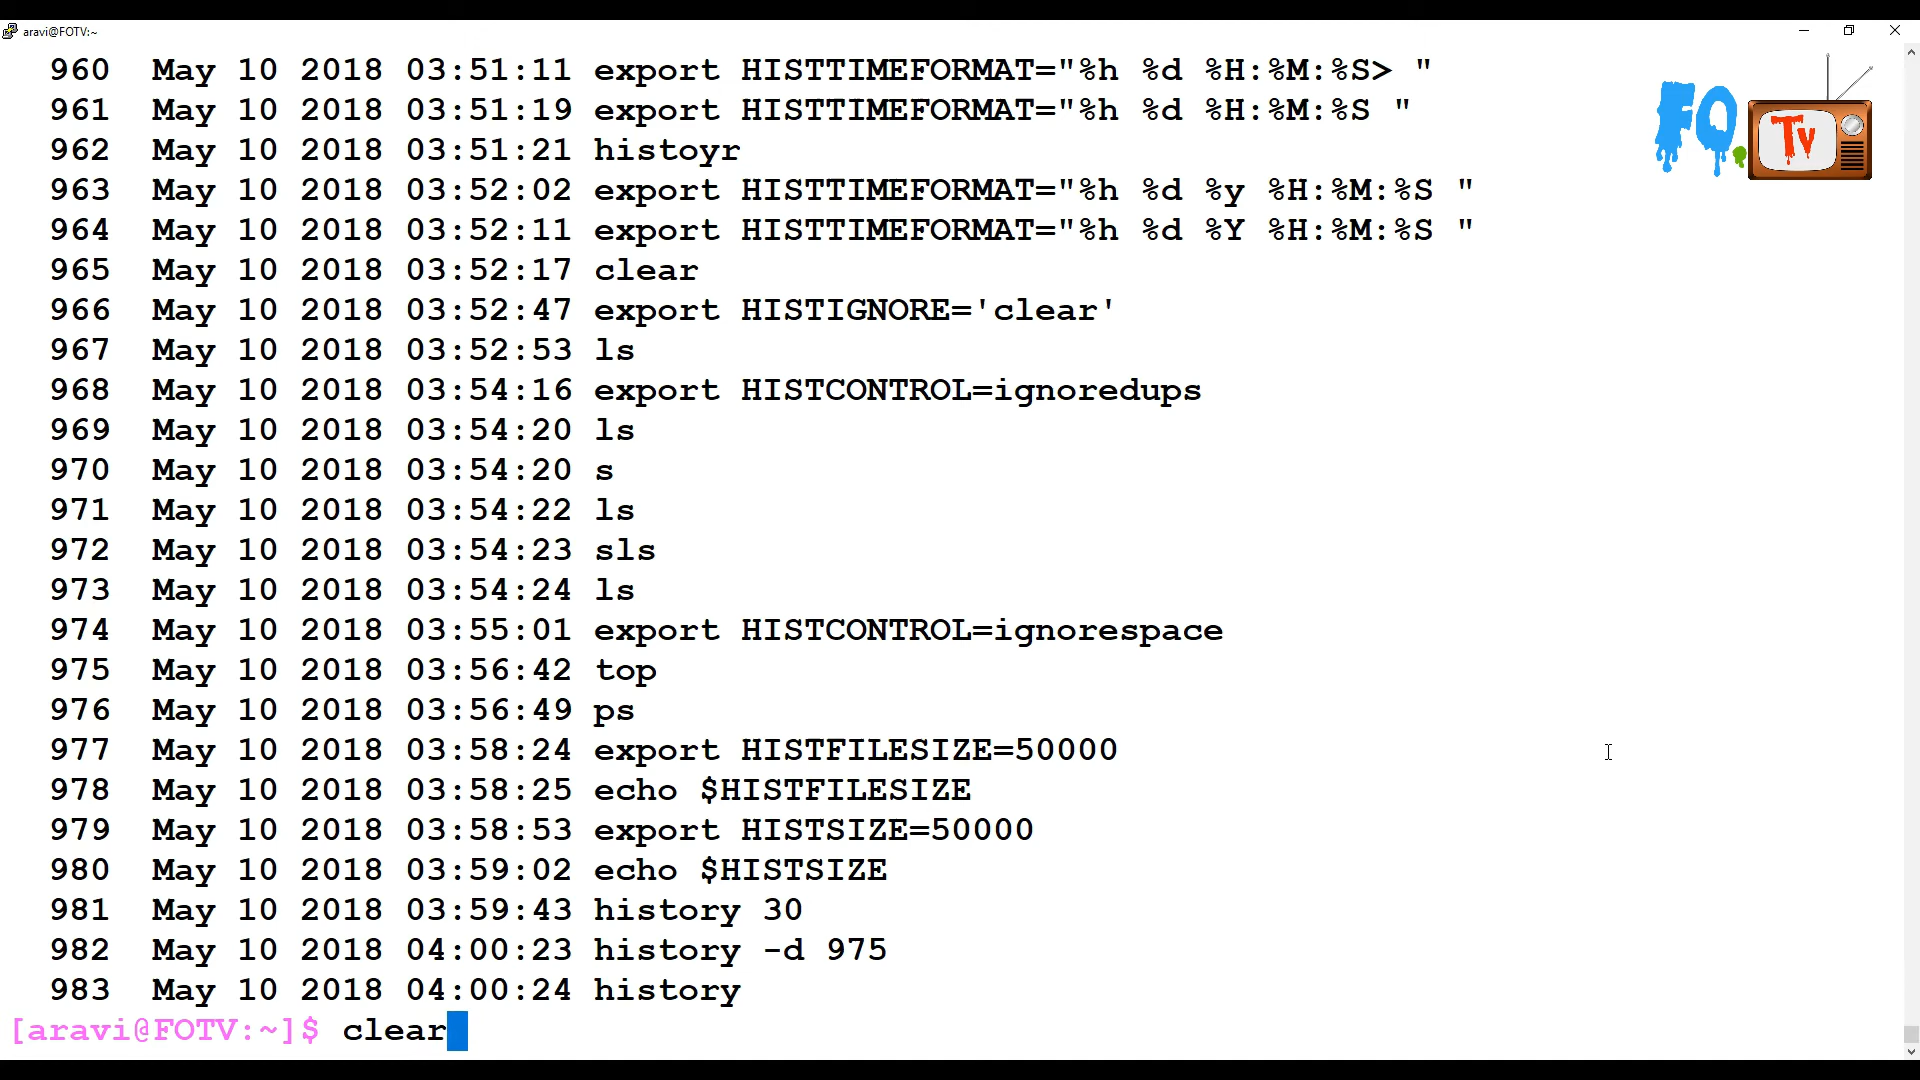 aravi@FOTV:~
960 May 10 2018 03:51:11 export HISTTIMEFORMAT="%h %d %H:%M:%S> "
961 May 10 2018 03:51:19 export HISTTIMEFORMAT="%h %d %H:%M:%S "
962 May 10 2018 03:51:21 histoyr
963 May 10 2018 03:52:02 export HISTTIMEFORMAT="%h %d %y %H:%M:%S "
964 May 10 2018 03:52:11 export HISTTIMEFORMAT="%h %d %Y %H:%M:%S "
965 May 10 2018 03:52:17 clear
966 May 10 2018 03:52:47 export HISTIGNORE='clear'
967 May 10 2018 03:52:53 ls
968 May 10 2018 03:54:16 export HISTCONTROL=ignoredups
969 May 10 2018 03:54:20 ls
970 May 10 2018 03:54:20 s
971 May 10 2018 03:54:22 ls
972 May 10 2018 03:54:23 sls
973 May 10 2018 03:54:24 ls
974 May 10 2018 03:55:01 export HISTCONTROL=ignorespace
975 May 10 2018 03:56:42 top
976 May 10 2018 03:56:49 ps
977 May 10 2018 03:58:24 export HISTFILESIZE=50000
978 May 10 2018 03:58:25 echo $HISTFILESIZE
979 May 10 2018 03:58:53 export HISTSIZE=50000
980 May 10 2018 03:59:02 echo $HISTSIZE
981 May 10 2018 03:59:43 history 30
982 May 10 2018 04:00:23 history -d 975
983 May 10 2018 04:00:24 history
[aravi@FOTV:~]$ clear
FO.Tv